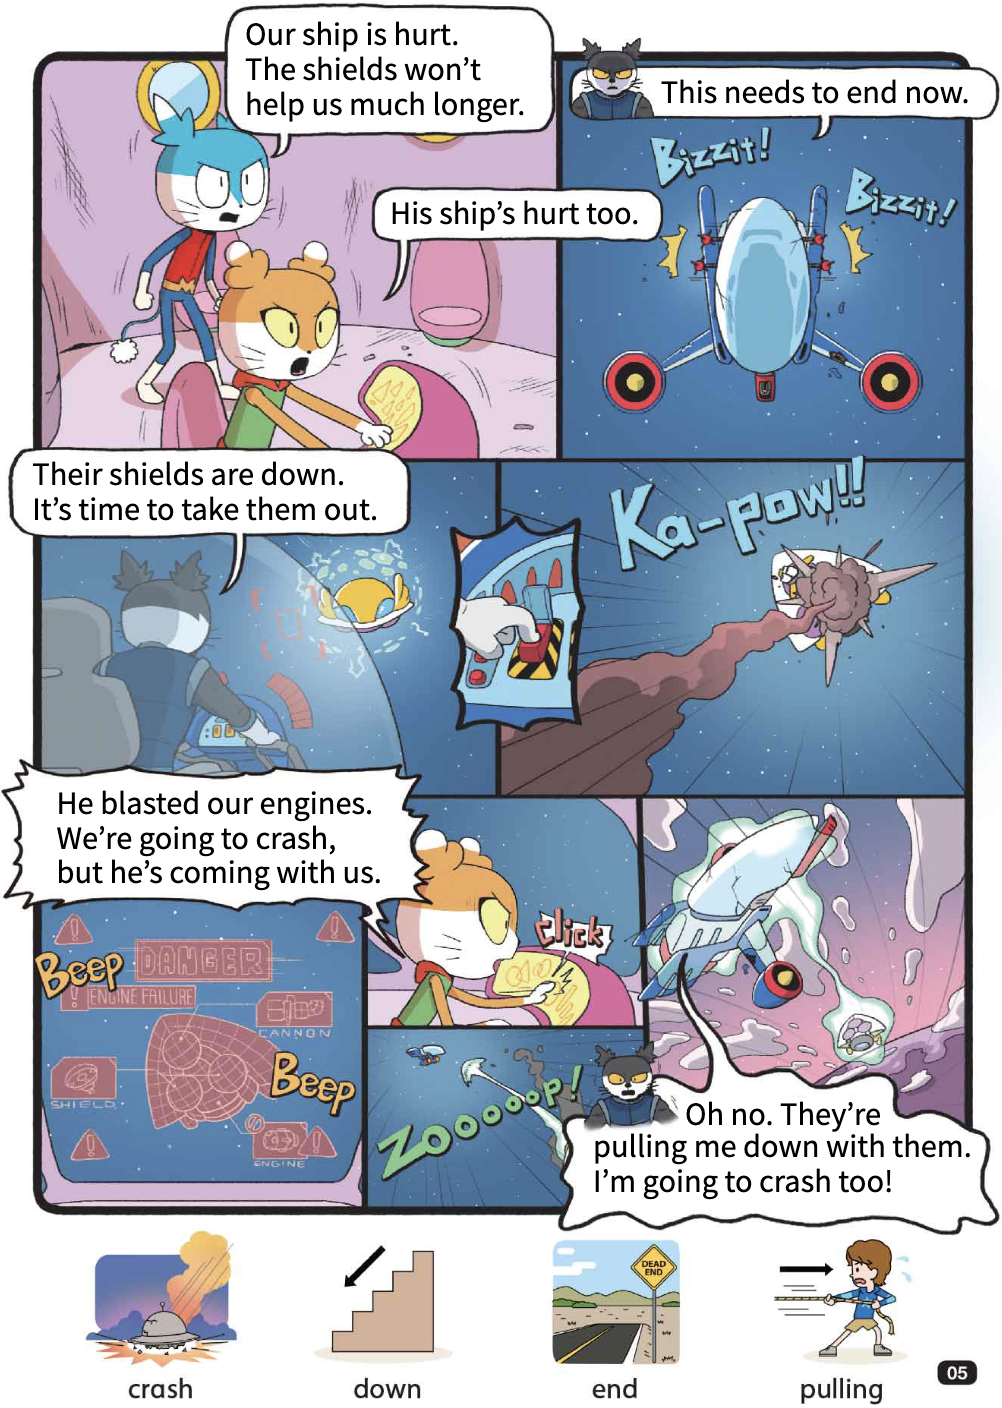 Our ship is hurt.
The shields won't
help us much longer.
His ship's hurt too.
This needs to end now.
Bizzit!
Bizzit!
Their shields are down.
It's time to take them out.
Ka-pow!!
He blasted our engines.
We're going to crash,
but he's coming with us.
Beep
DANGER
! ENGINE FAILURE
CANNON
Beep
SHIELD
ENGINE
click
Zooooop!
Oh no. They're
pulling me down with them.
I'm going to crash too!
DEAD
END
crash
down
end
pulling
05